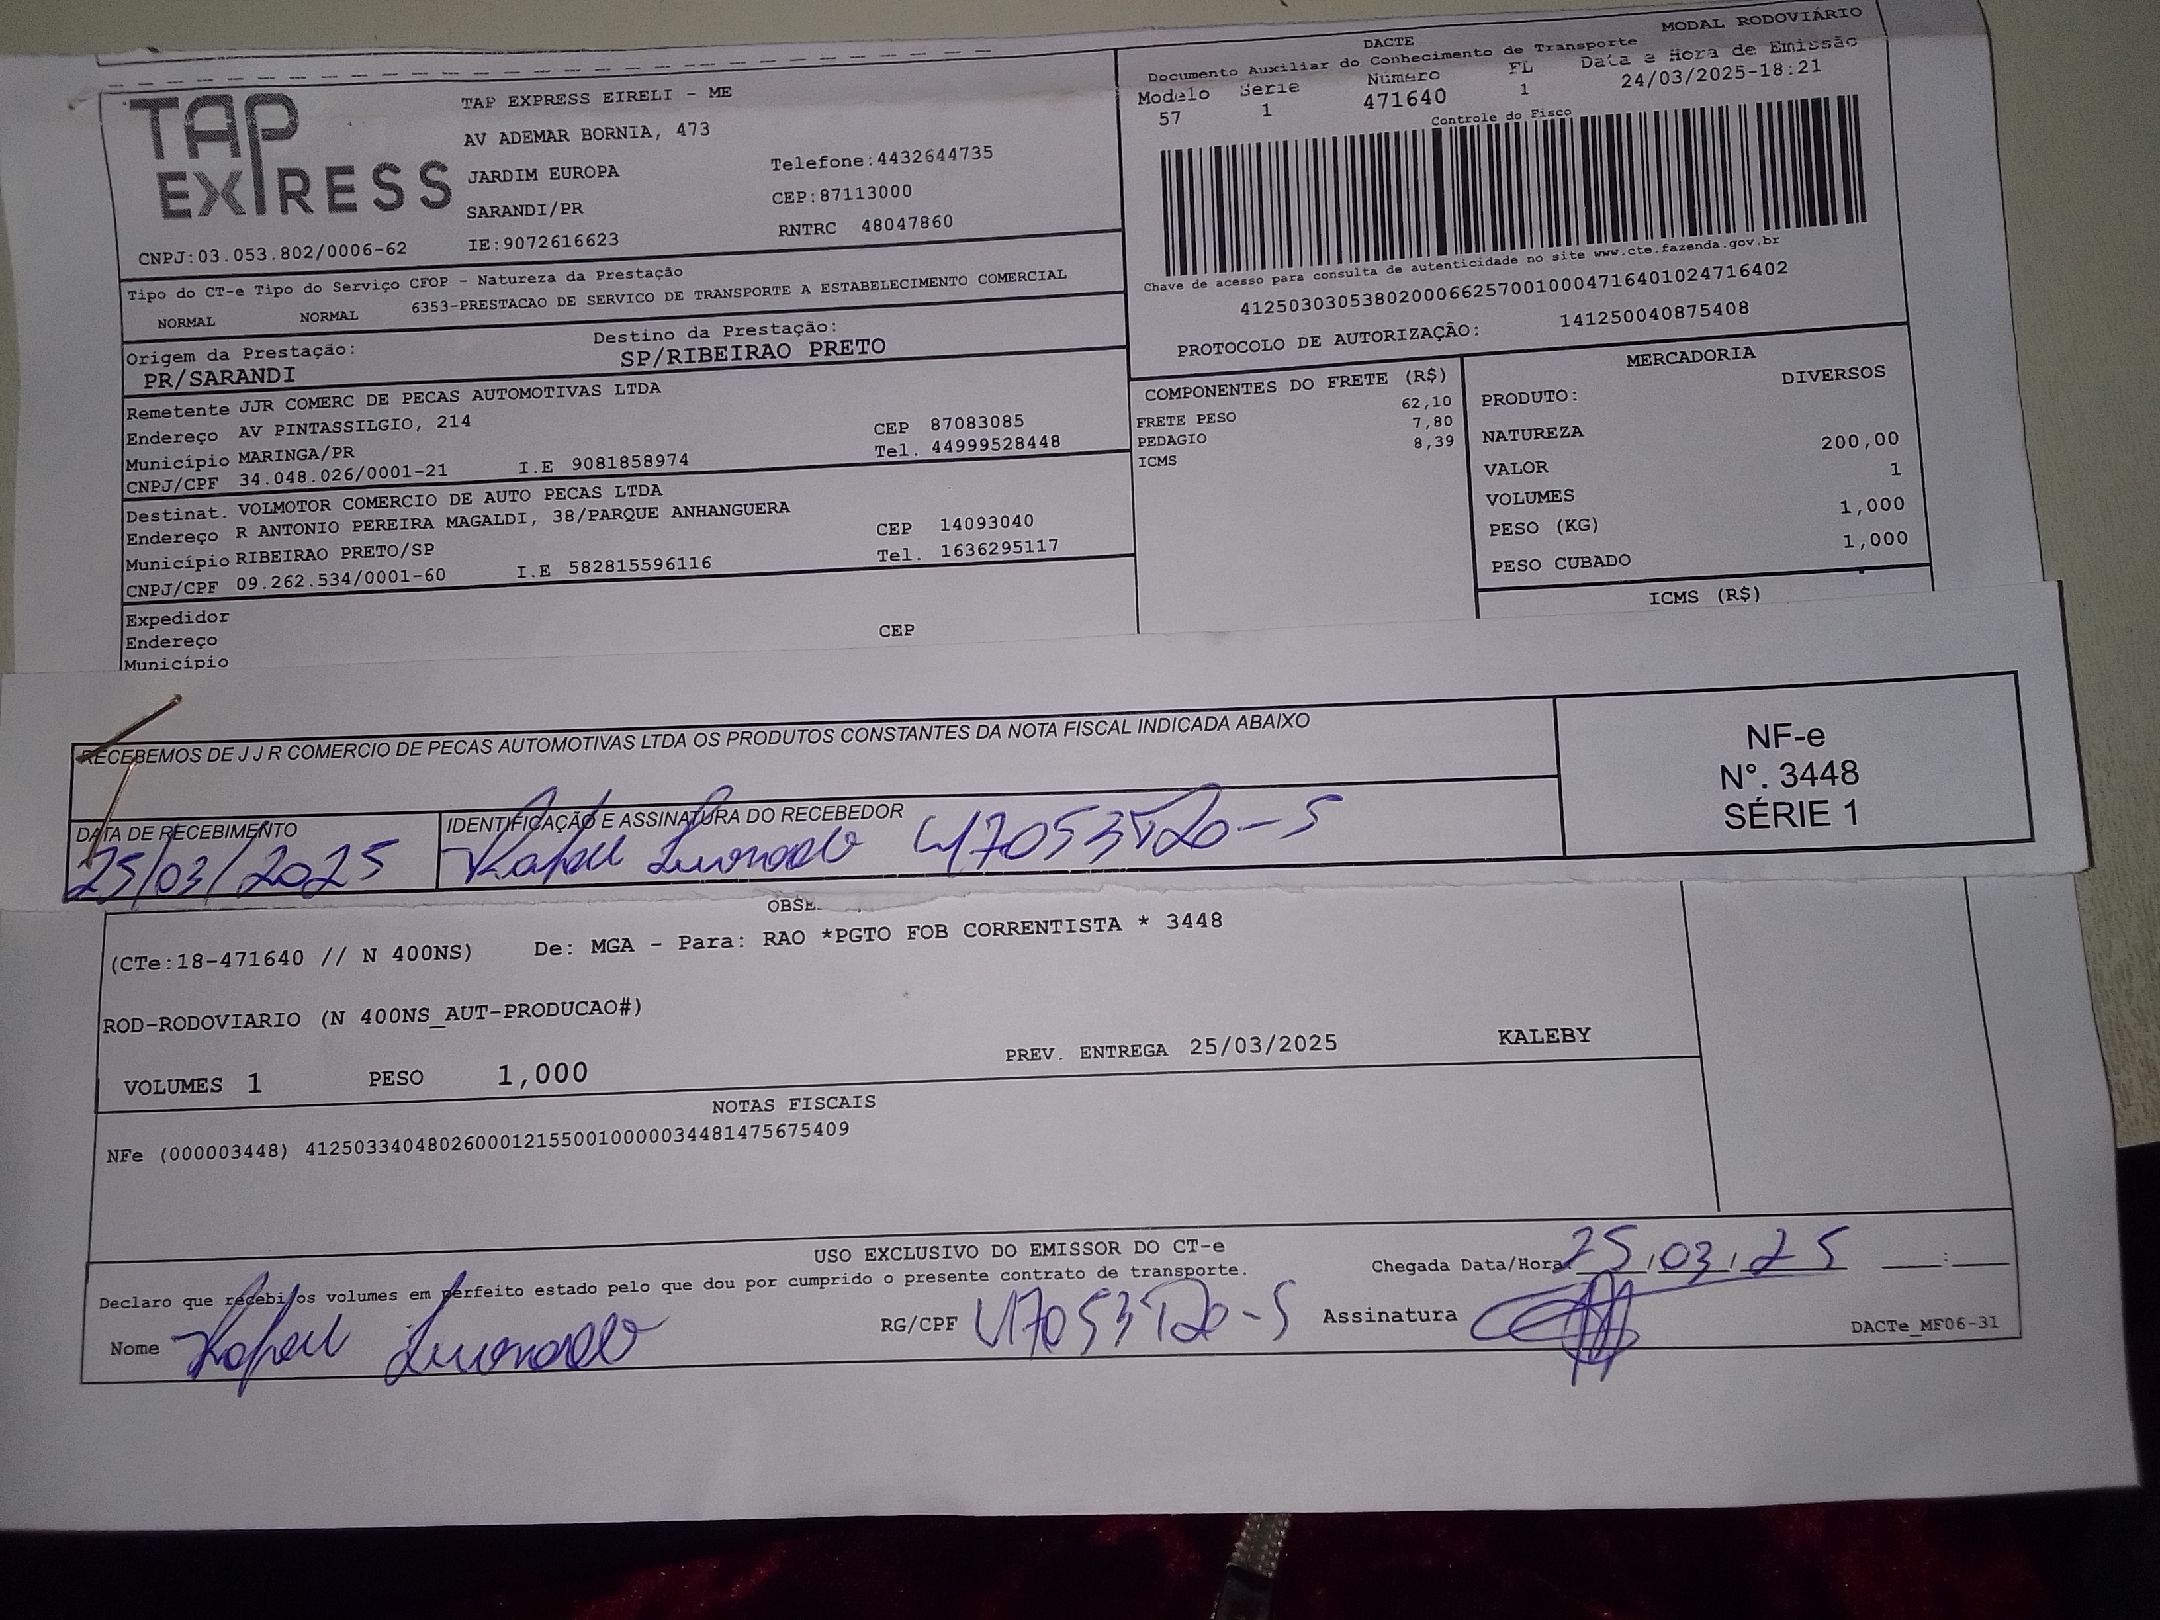 TAP EXPRESS
TAP EXPRESS EIRELI - ME
AV ADEMAR BORNIA, 473
JARDIM EUROPA
Telefone:4432644735
SARANDI/PR
CEP:87113000
CNPJ:03.053.802/0006-62
IE:9072616623
RNTRC 48047860
DACTE
MODAL RODOVIÁRIO
Documento Auxiliar do Conhecimento de Transporte
Modelo Serie Número FL Data e Hora de Emissão
57 1 471640 1 24/03/2025-18:21
Controle do Fisco
Chave de acesso para consulta de autenticidade no site www.cte.fazenda.gov.br
41250303053802000662570010004716401024716402
PROTOCOLO DE AUTORIZAÇÃO: 141250040875408
Tipo do CT-e Tipo do Serviço CFOP - Natureza da Prestação
NORMAL NORMAL 6353-PRESTACAO DE SERVICO DE TRANSPORTE A ESTABELECIMENTO COMERCIAL
Origem da Prestação: Destino da Prestação:
PR/SARANDI SP/RIBEIRAO PRETO
Remetente JJR COMERC DE PECAS AUTOMOTIVAS LTDA
Endereço AV PINTASSILGIO, 214 CEP 87083085
Município MARINGA/PR Tel. 44999528448
CNPJ/CPF 34.048.026/0001-21 I.E 9081858974
Destinat. VOLMOTOR COMERCIO DE AUTO PECAS LTDA
Endereço R ANTONIO PEREIRA MAGALDI, 38/PARQUE ANHANGUERA CEP 14093040
Município RIBEIRAO PRETO/SP Tel. 1636295117
CNPJ/CPF 09.262.534/0001-60 I.E 582815596116
Expedidor
Endereço CEP
Município
COMPONENTES DO FRETE (R$)
FRETE PESO 62,10
PEDAGIO 7,80
ICMS 8,39
MERCADORIA
PRODUTO: DIVERSOS
NATUREZA
VALOR 200,00
VOLUMES 1
PESO (KG) 1,000
PESO CUBADO 1,000
ICMS (R$)
RECEBEMOS DE J J R COMERCIO DE PECAS AUTOMOTIVAS LTDA OS PRODUTOS CONSTANTES DA NOTA FISCAL INDICADA ABAIXO
DATA DE RECEBIMENTO
25/03/2025
IDENTIFICAÇÃO E ASSINATURA DO RECEBEDOR
Rafael
NF-e
N°. 3448
SÉRIE 1
(CTe:18-471640 // N 400NS) De: MGA - Para: RAO *PGTO FOB CORRENTISTA * 3448
ROD-RODOVIARIO (N 400NS_AUT-PRODUCAO#)
VOLUMES 1 PESO 1,000 PREV. ENTREGA 25/03/2025 KALEBY
NOTAS FISCAIS
NFe (000003448) 41250334048026000121550010000034481475675409
USO EXCLUSIVO DO EMISSOR DO CT-e
Declaro que recebi os volumes em perfeito estado pelo que dou por cumprido o presente contrato de transporte.
Chegada Data/Hora 25/03/25 :
Nome Rafael
RG/CPF
Assinatura
DACTe_MF06-31